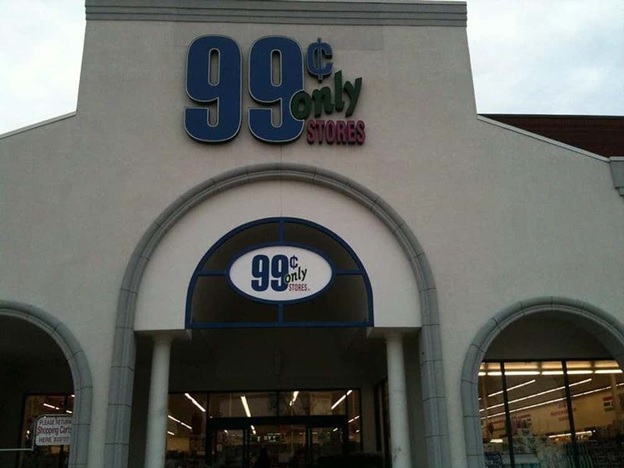 99¢
only
STORES
99¢
only
STORES
PLEASE RETURN
Shopping Carts
HERE